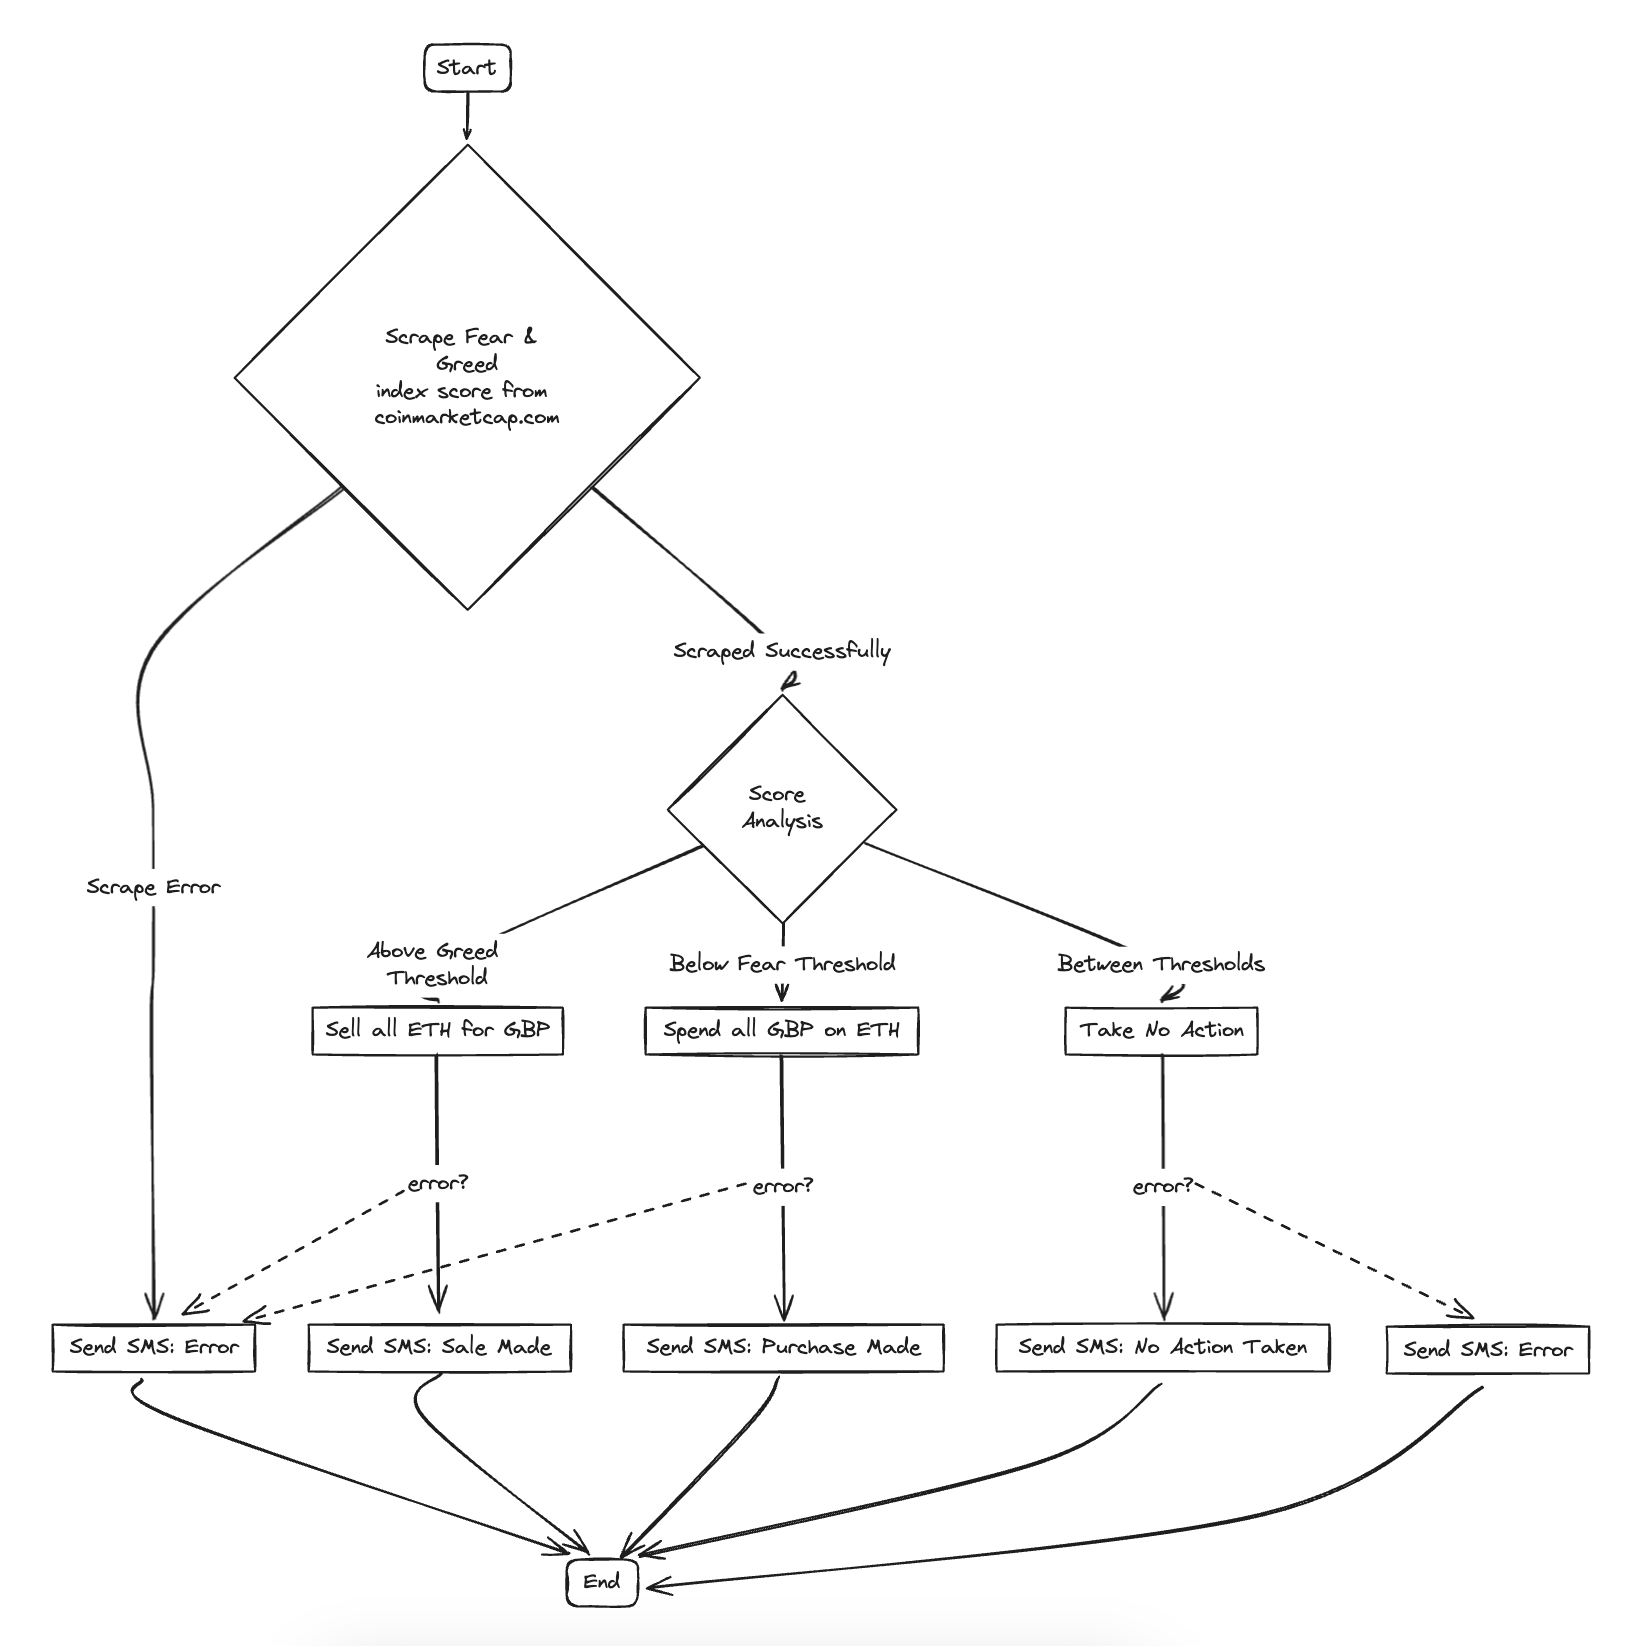 Start
Scrape Fear &
Greed
index score from
coinmarketcap.com
Scraped Successfully
Score
Analysis
Scrape Error
Above Greed
Threshold
Below Fear Threshold
Between Thresholds
Sell all ETH for GBP
Spend all GBP on ETH
Take No Action
error?
error?
error?
Send SMS: Error
Send SMS: Sale Made
Send SMS: Purchase Made
Send SMS: No Action Taken
Send SMS: Error
End